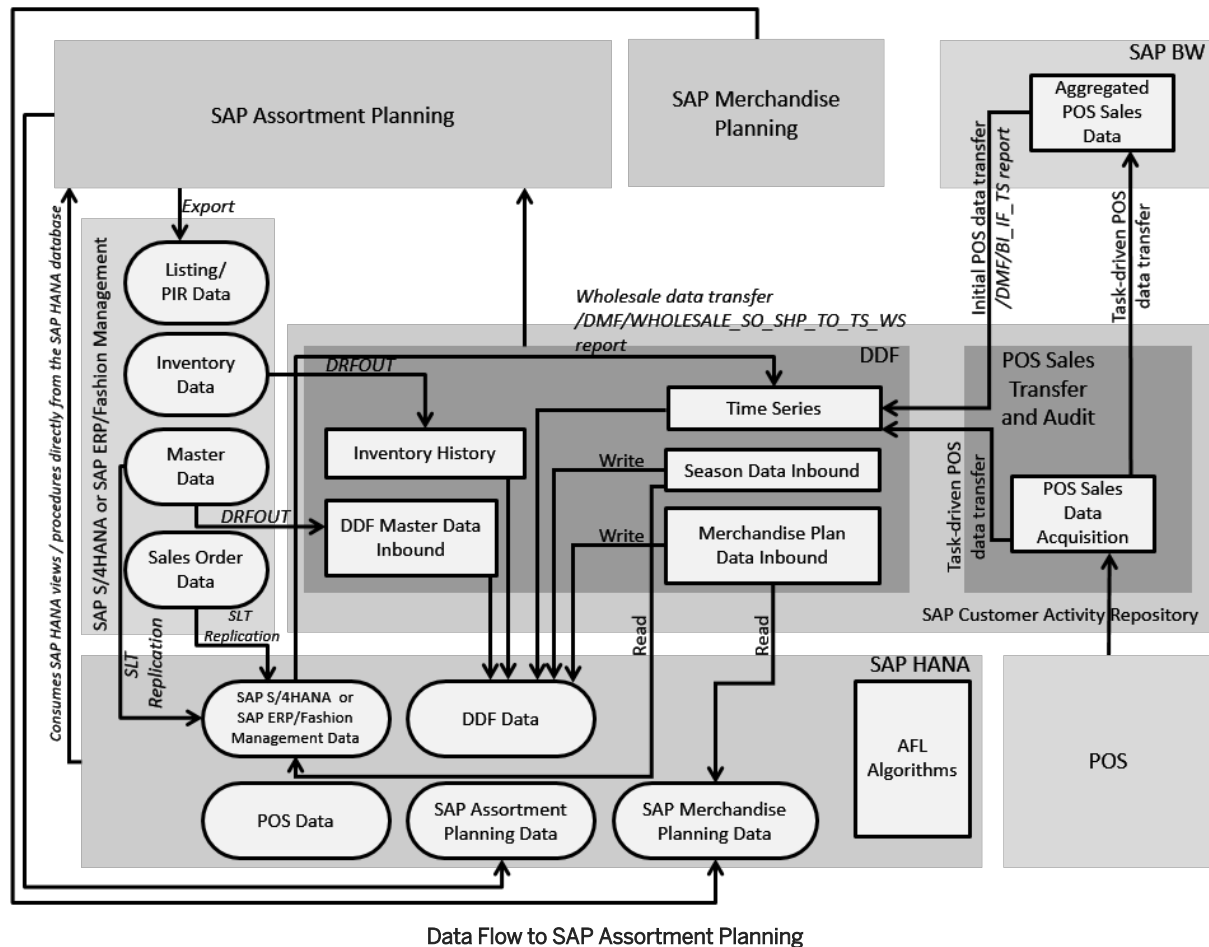 SAP Assortment Planning
SAP Merchandise
Planning
SAP BW
Aggregated
POS Sales
Data
Export
Initial POS data transfer
/DMF/BI_IF_TS report
Task-driven POS
data transfer
Consumes SAP HANA views / procedures directly from the SAP HANA database
SAP S/4HANA or SAP ERP/Fashion Management
Listing/
PIR Data
Inventory
Data
Master
Data
Sales Order
Data
Wholesale data transfer
/DMF/WHOLESALE_SO_SHP_TO_TS_WS
report
DRFOUT
DDF
Time Series
Inventory History
Write
Season Data Inbound
DRFOUT
DDF Master Data
Inbound
Write
Merchandise Plan
Data Inbound
POS Sales
Transfer
and Audit
Task-driven POS
data transfer
POS Sales
Data
Acquisition
SAP Customer Activity Repository
SLT
Replication
SLT
Replication
Read
Read
SAP HANA
SAP S/4HANA or
SAP ERP/Fashion
Management Data
DDF Data
AFL
Algorithms
POS
POS Data
SAP Assortment
Planning Data
SAP Merchandise
Planning Data
Data Flow to SAP Assortment Planning